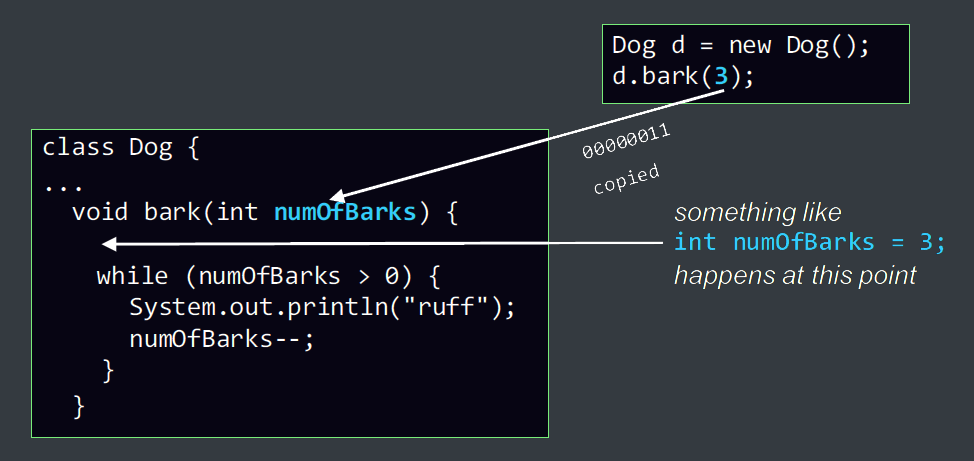 Dog d = new Dog();
d.bark(3);
00000011
copied
class Dog {
...
void bark(int numOfBarks) {
something like
int numOfBarks = 3;
happens at this point
while (numOfBarks > 0) {
System.out.println("ruff");
numOfBarks--;
}
}